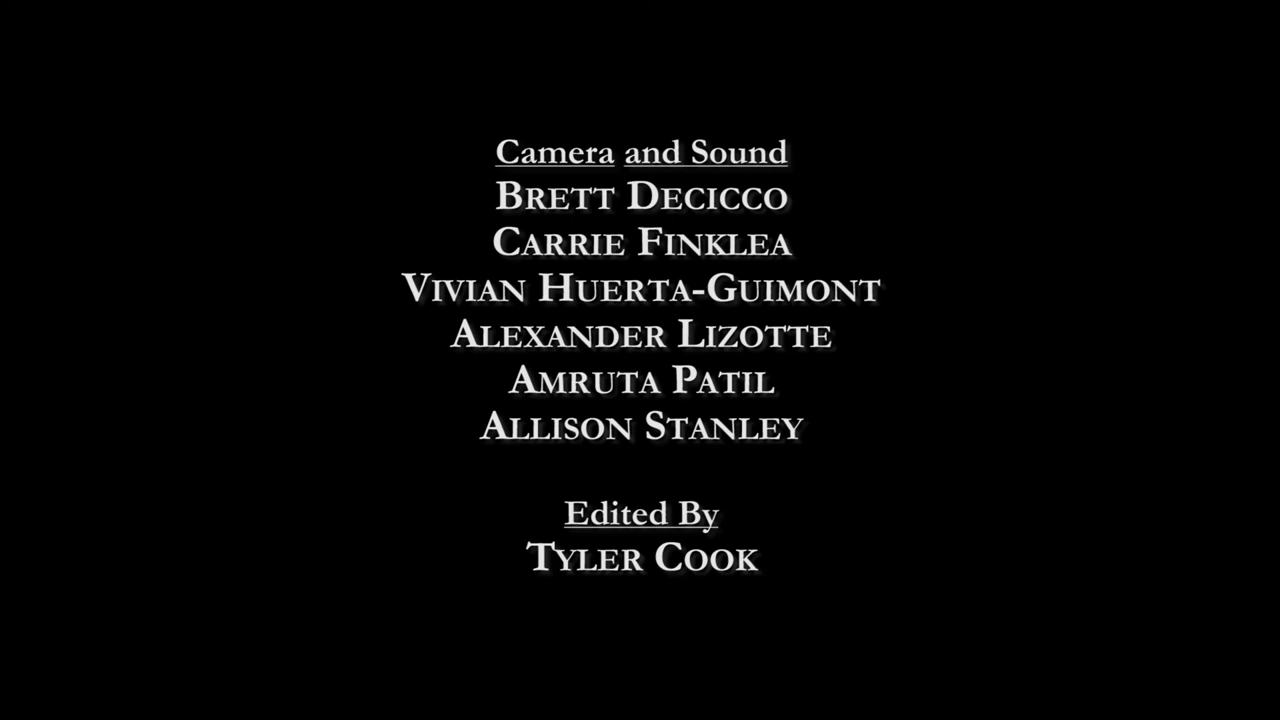 Camera and Sound
BRETT DECICCO
CARRIE FINKLEA
VIVIAN HUERTA-GUIMONT
ALEXANDER LIZOTTE
AMRUTA PATIL
ALLISON STANLEY
Edited By
TYLER COOK